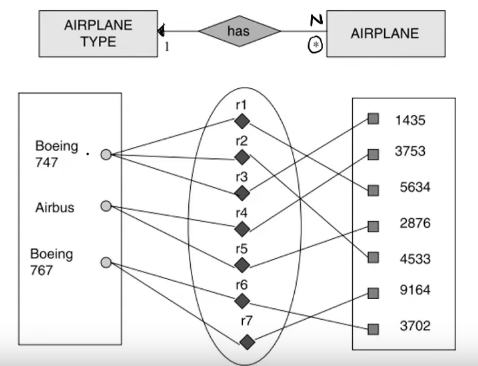 AIRPLANE
TYPE
has
AIRPLANE
1
N
*
Boeing
747
Airbus
Boeing
767
r1
r2
r3
r4
r5
r6
r7
1435
3753
5634
2876
4533
9164
3702